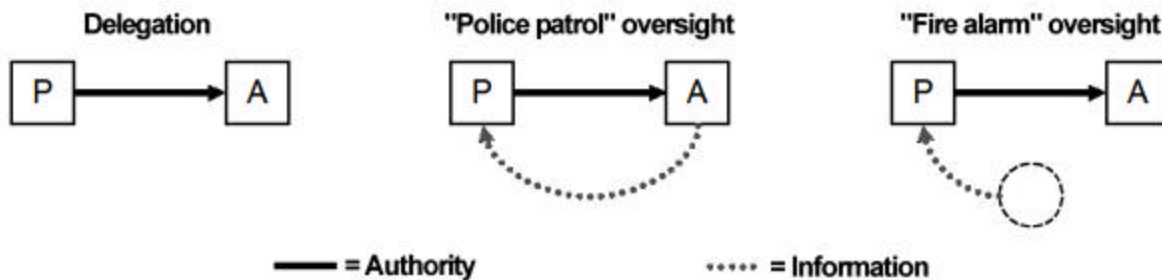 Delegation
"Police patrol" oversight
"Fire alarm" oversight
P A
P A
P A
= Authority
= Information